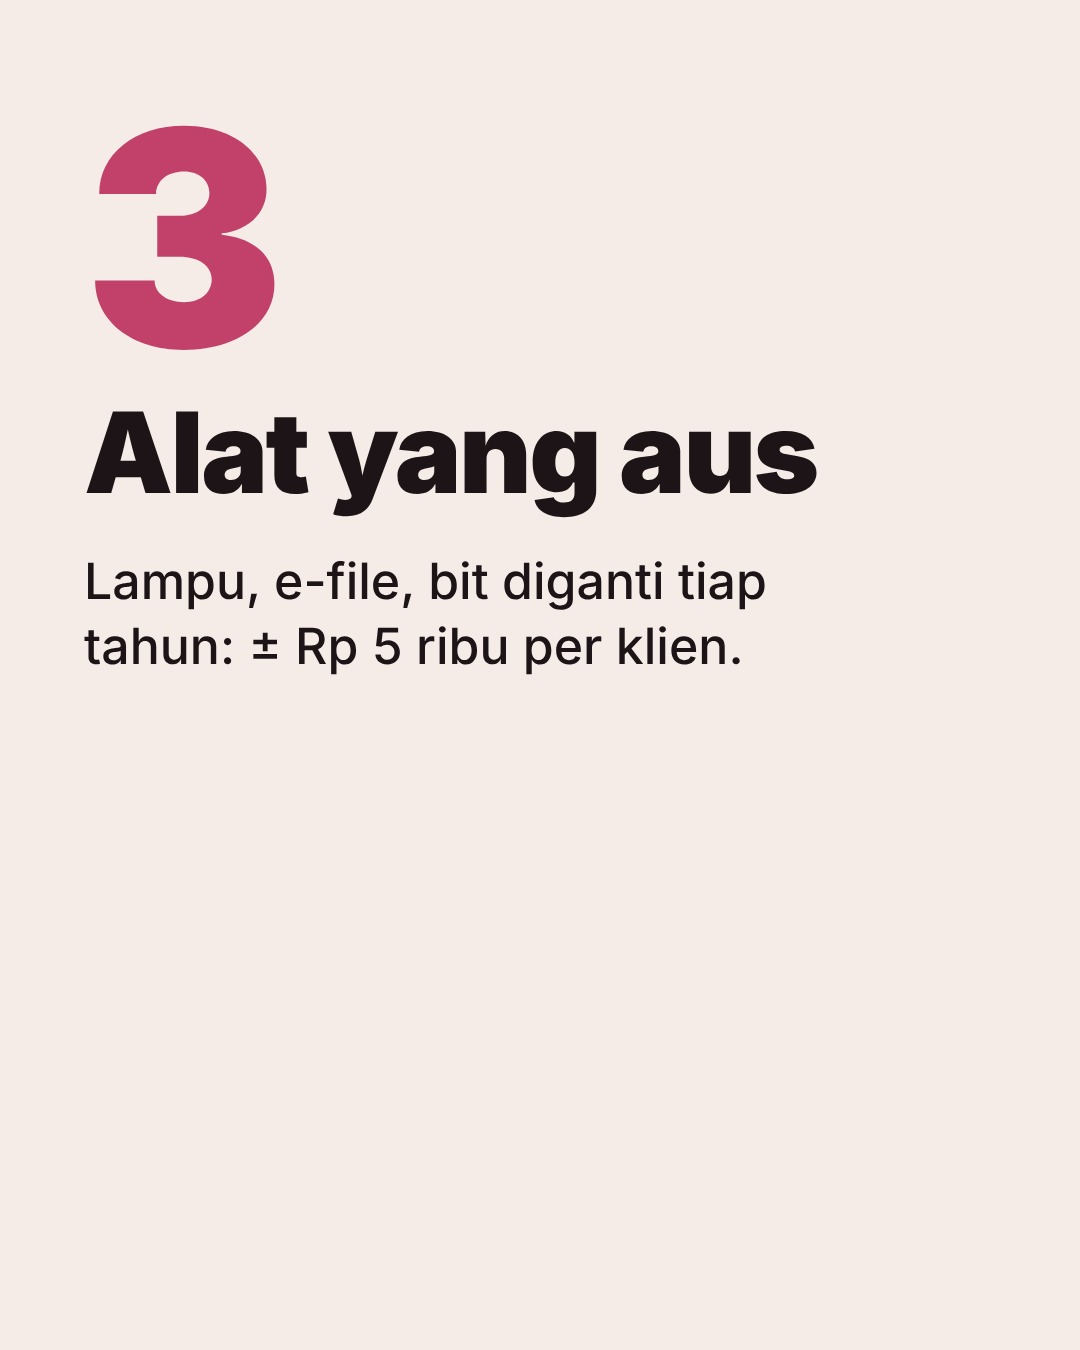 3
Alat yang aus
Lampu, e-file, bit diganti tiap
tahun: ± Rp 5 ribu per klien.